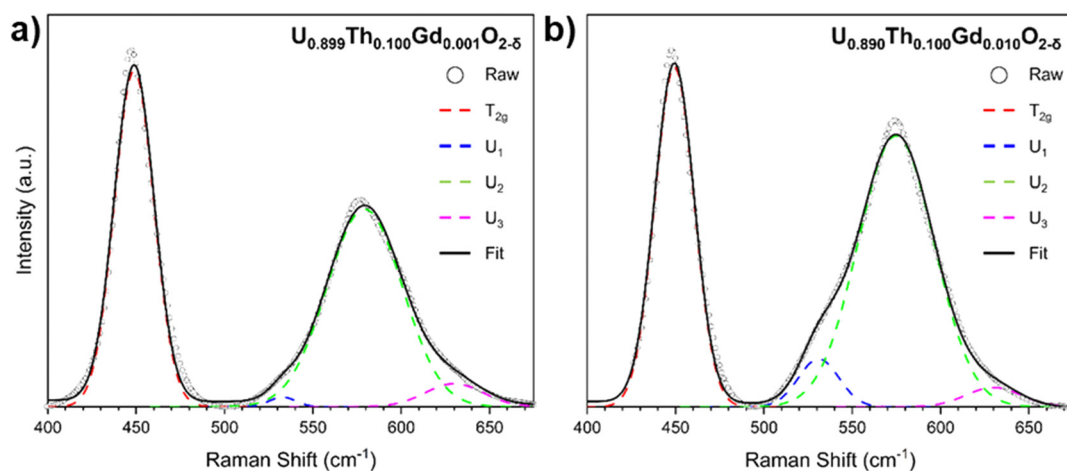 a)
U₀.₈₉₉Th₀.₁₀₀Gd₀.₀₀₁O₂₋δ
Raw
T₂g
U₁
U₂
U₃
Fit
Intensity (a.u.)
400 450 500 550 600 650
Raman Shift (cm⁻¹)
b)
U₀.₈₉₀Th₀.₁₀₀Gd₀.₀₁₀O₂₋δ
Raw
T₂g
U₁
U₂
U₃
Fit
400 450 500 550 600 650
Raman Shift (cm⁻¹)